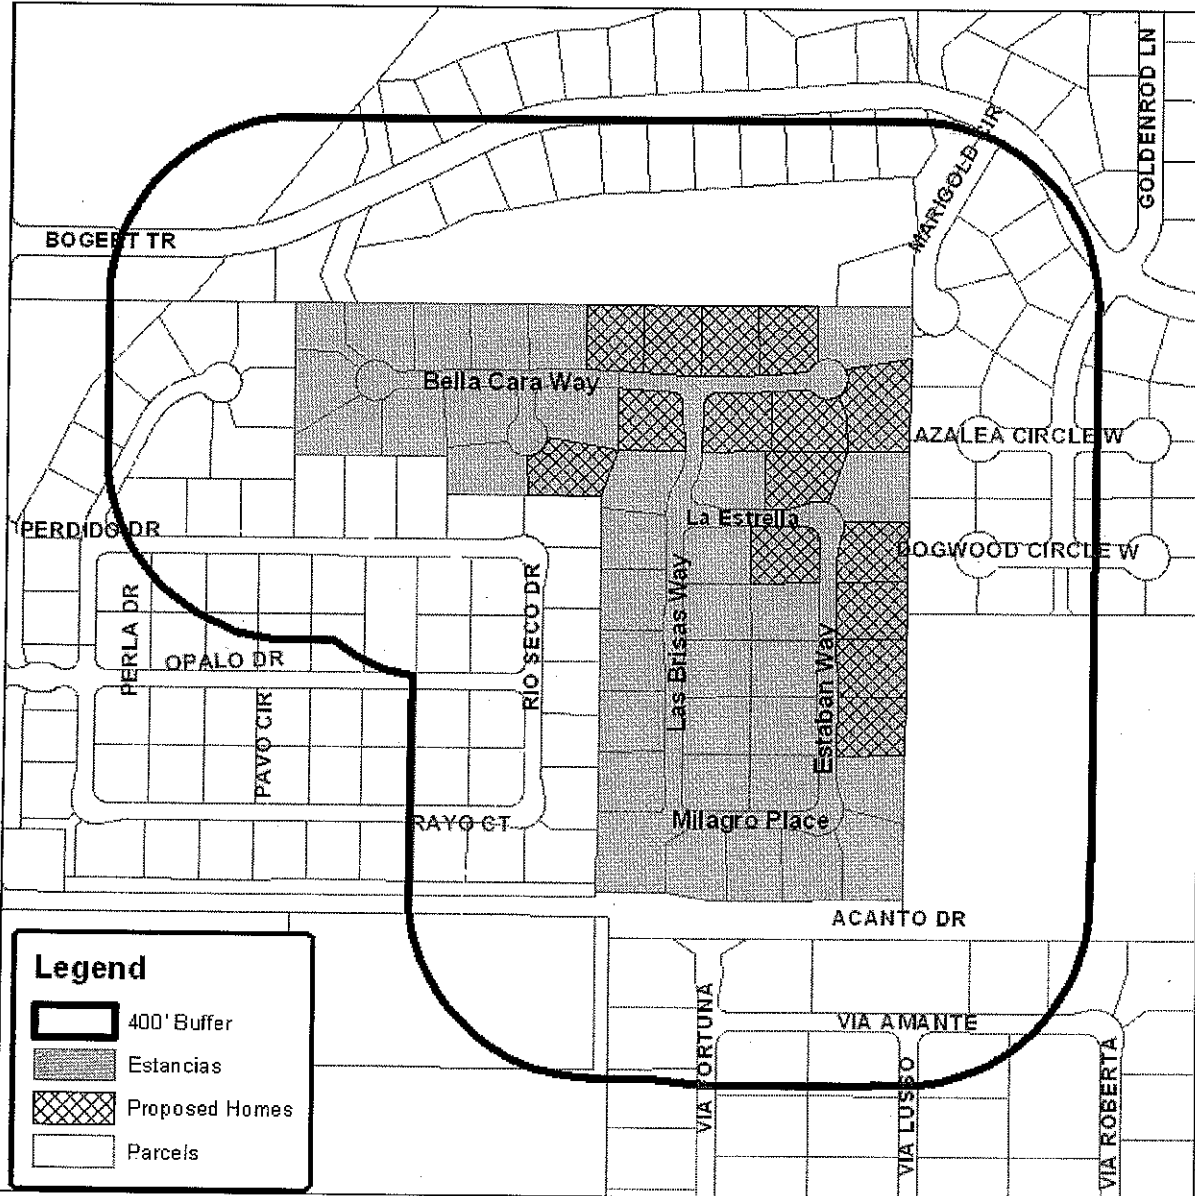 GOLDENROD LN
MARIGOLD CIR
BOGERT TR
Bella Cara Way
AZALEA CIRCLE W
La Estrella
PERDIDO DR
DOGWOOD CIRCLE W
PERLA DR
RIO SECO DR
Las Brisas Way
Estaban Way
OPALO DR
PAVO CIR
RAYO CT
Milagro Place
ACANTO DR
Legend
400' Buffer
Estancias
Proposed Homes
Parcels
VIA FORTUNA
VIA AMANTE
VIA LUSSO
VIA ROBERTA